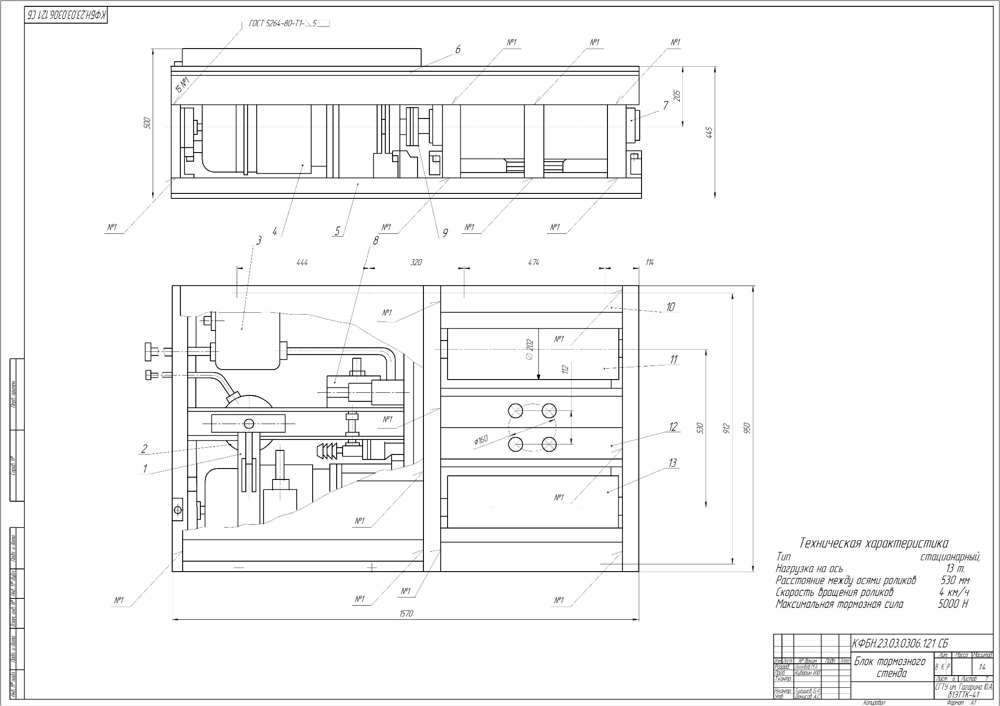 КФБН.23.03.0306.121 СБ
ГОСТ 5264-80-Т1-◺5
6
№1
№1
№1
15 №1
7
205
500
445
№1
4
5
№1
9
№1
№1
3
8
444
320
474
114
№1
10
№1
11
⌀ 202
112
№1
12
ϕ160
530
912
950
2
1
13
№1
№1
№1
№1
№1
№1
1570
Техническая характеристика
Тип стационарный,
Нагрузка на ось 13 т.
Расстояние между осями роликов 530 мм
Скорость вращения роликов 4 км/ч
Максимальная тормозная сила 5000 Н
Перв. примен.
Справ. №
Подп. и дата
Инв. № дубл.
Взам. инв. №
Подп. и дата
Инв. № подл.
КФБН.23.03.0306.121 СБ
Изм. Лист № докум. Подп. Дата
Разраб.
Пров. Куверин И.Ю.
Т.контр.
Н.контр. Тугушев Б.Ф.
Утв. Денисов А.С.
Блок тормозного
стенда
Лит. Масса Масштаб
В К Р 1:4
Лист 6 Листов 7
СГТУ им. Гагарина Ю.А.
б1ЭТТК-41
Копировал Формат А1